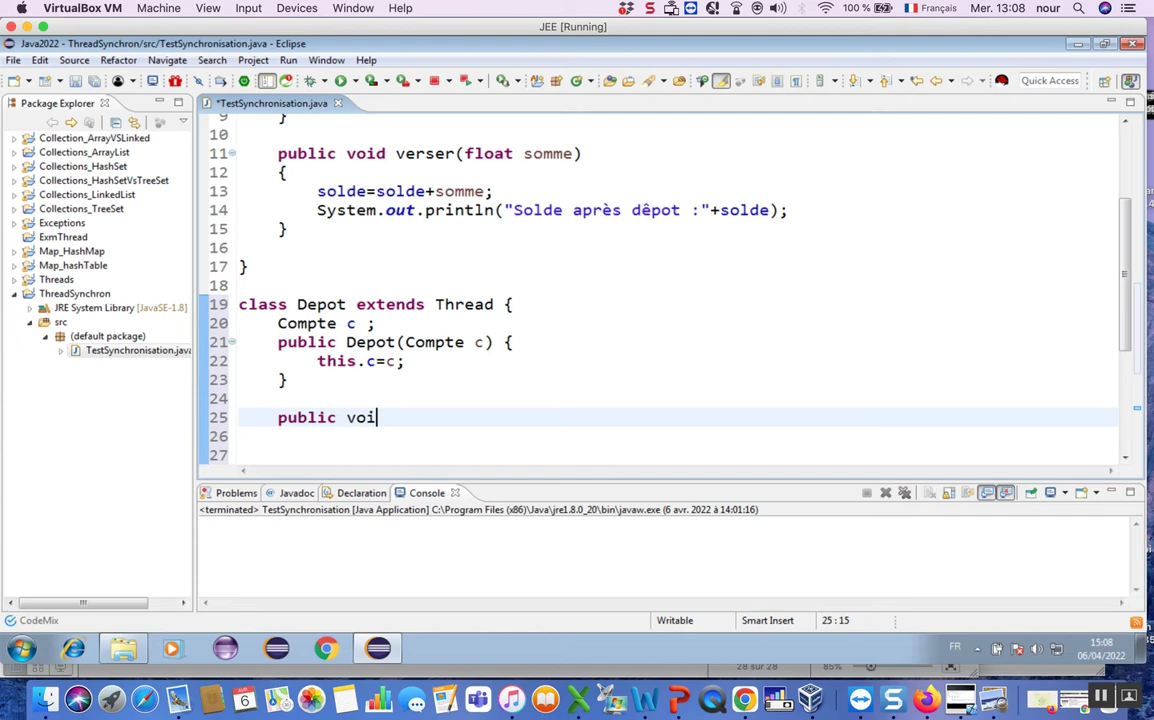 VirtualBox VM Machine View Input Devices Window Help 100 % Français Mer. 13:08 nour
JEE [Running]
Java2022 - ThreadSynchron/src/TestSynchronisation.java - Eclipse
File Edit Source Refactor Navigate Search Project Run Window Help
Quick Access
Package Explorer
*TestSynchronisation.java
Collection_ArrayVSLinked
Collections_ArrayList
Collections_HashSet
Collections_HashSetVsTreeSet
Collections_LinkedList
Collections_TreeSet
Exceptions
ExmThread
Map_HashMap
Map_hashTable
Threads
ThreadSynchron
JRE System Library [JavaSE-1.8]
src
(default package)
TestSynchronisation.java
9 }
10
11 public void verser(float somme)
12 {
13 solde=solde+somme;
14 System.out.println("Solde après dêpot :"+solde);
15 }
16
17 }
18
19 class Depot extends Thread {
20 Compte c ;
21 public Depot(Compte c) {
22 this.c=c;
23 }
24
25 public voi
26
27
Problems Javadoc Declaration Console
<terminated> TestSynchronisation [Java Application] C:\Program Files (x86)\Java\jre1.8.0_20\bin\javaw.exe (6 avr. 2022 à 14:01:16)
CodeMix
Writable Smart Insert 25 : 15
FR 15:08
06/04/2022
28 sur 28 85%